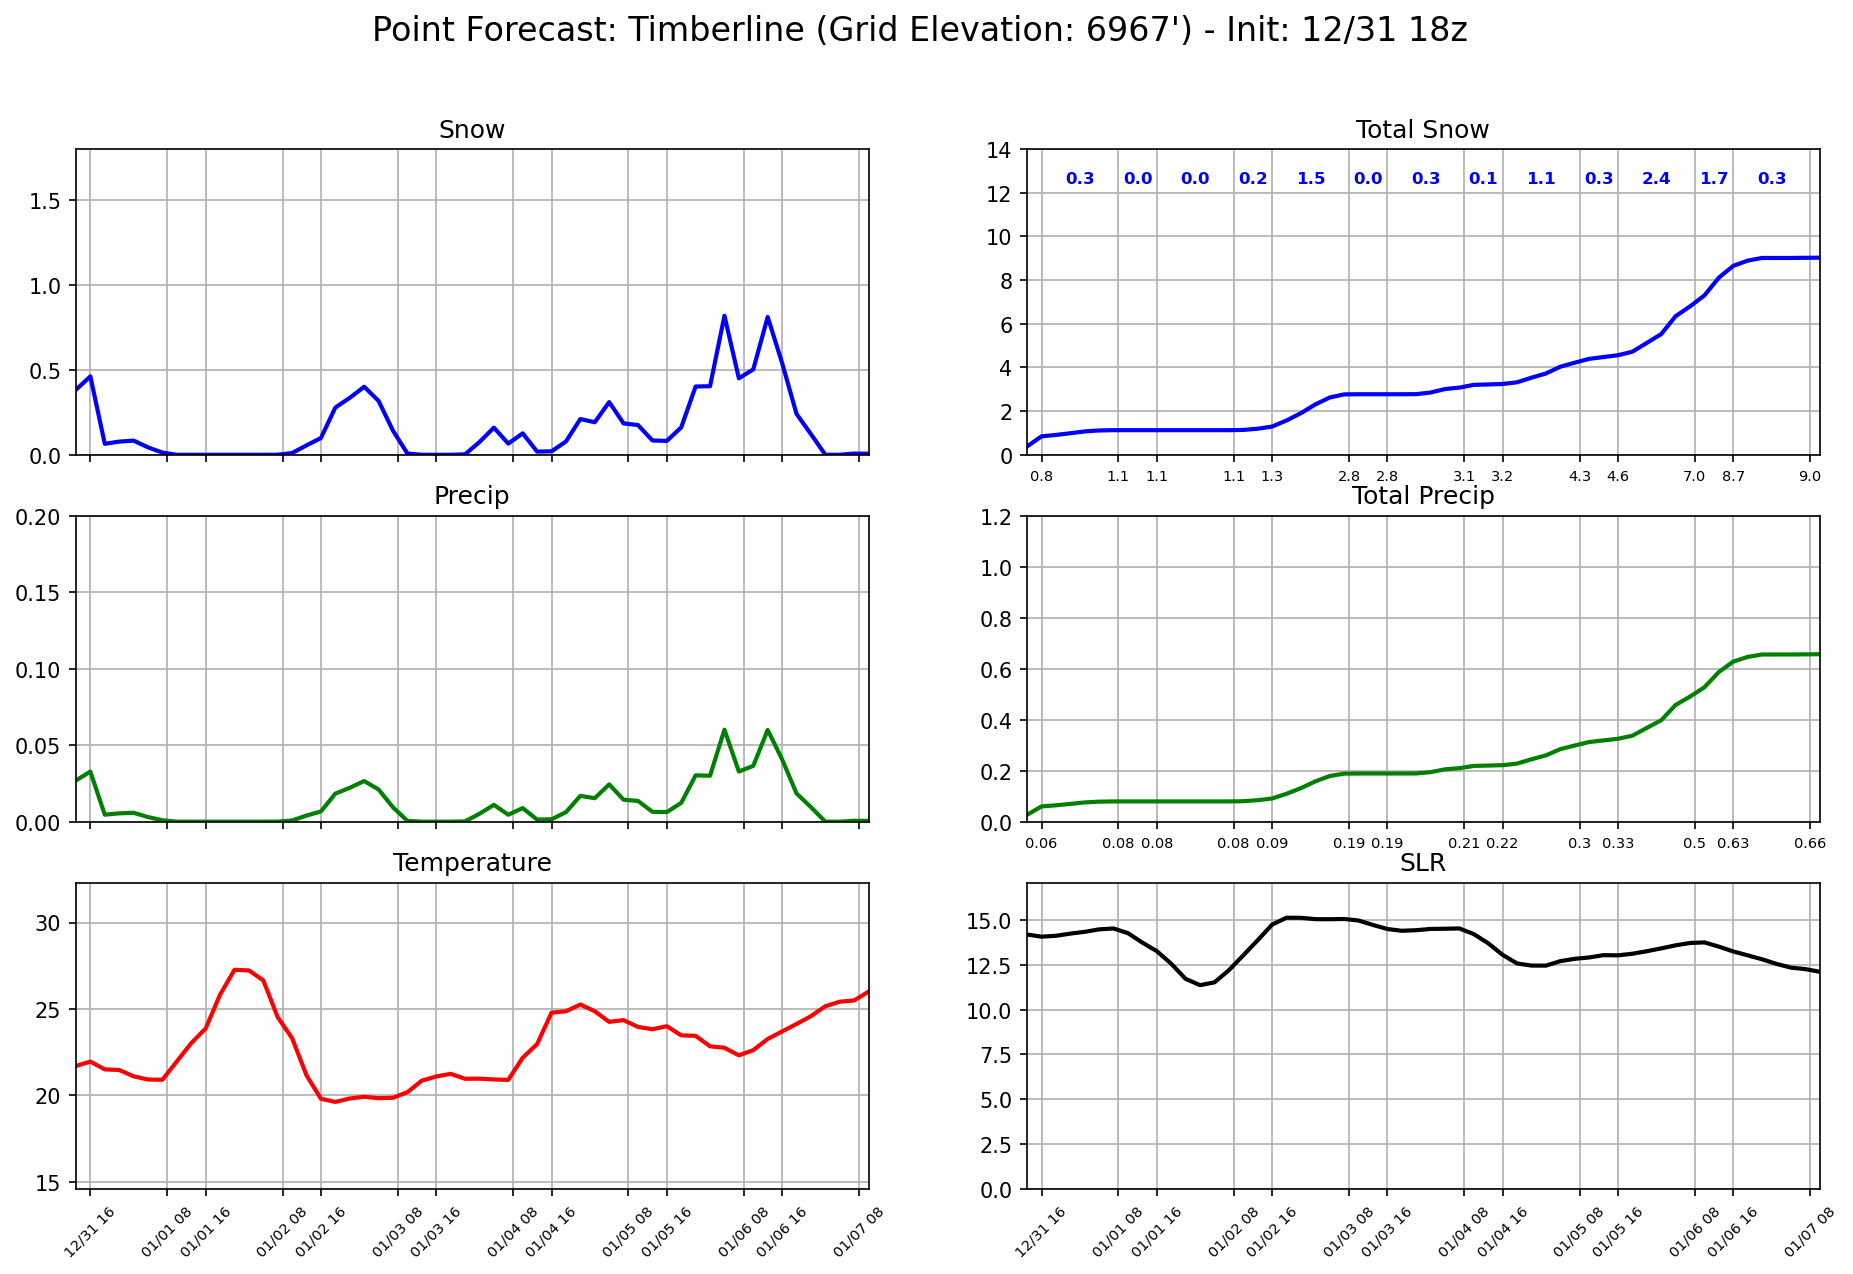 Point Forecast: Timberline (Grid Elevation: 6967') - Init: 12/31 18z
Snow
1.5
1.0
0.5
0.0
Total Snow
14
12
10
8
6
4
2
0
0.3 0.0 0.0 0.2 1.5 0.0 0.3 0.1 1.1 0.3 2.4 1.7 0.3
0.8 1.1 1.1 1.1 1.3 2.8 2.8 3.1 3.2 4.3 4.6 7.0 8.7 9.0
Precip
0.20
0.15
0.10
0.05
0.00
Total Precip
1.2
1.0
0.8
0.6
0.4
0.2
0.0
0.06 0.08 0.08 0.08 0.09 0.19 0.19 0.21 0.22 0.3 0.33 0.5 0.63 0.66
Temperature
30
25
20
15
12/31 16 01/01 08 01/01 16 01/02 08 01/02 16 01/03 08 01/03 16 01/04 08 01/04 16 01/05 08 01/05 16 01/06 08 01/06 16 01/07 08
SLR
15.0
12.5
10.0
7.5
5.0
2.5
0.0
12/31 16 01/01 08 01/01 16 01/02 08 01/02 16 01/03 08 01/03 16 01/04 08 01/04 16 01/05 08 01/05 16 01/06 08 01/06 16 01/07 08